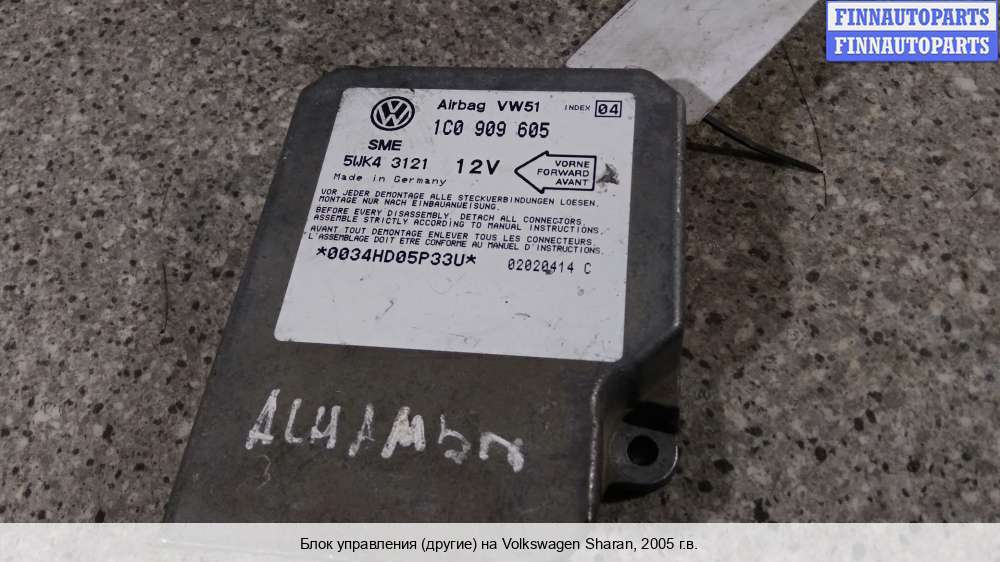 FINNAUTOPARTS
FINNAUTOPARTS
Airbag VW51 INDEX 04
1C0 909 605
SME
5WK4 3121 12V
Made in Germany
VORNE
FORWARD
AVANT
VOR JEDER DEMONTAGE ALLE STECKVERBINDUNGEN LOESEN.
MONTAGE NUR NACH EINBAUANWEISUNG.
BEFORE EVERY DISASSEMBLY, DETACH ALL CONNECTORS.
ASSEMBLE STRICTLY ACCORDING TO MANUAL INSTRUCTIONS.
AVANT TOUT DEMONTAGE ENLEVER TOUS LES CONNECTEURS.
L'ASSEMBLAGE DOIT ETRE CONFORME AU MANUEL D'INSTRUCTIONS.
*0034HD05P33U* 02020414 C
Блок управления (другие) на Volkswagen Sharan, 2005 г.в.